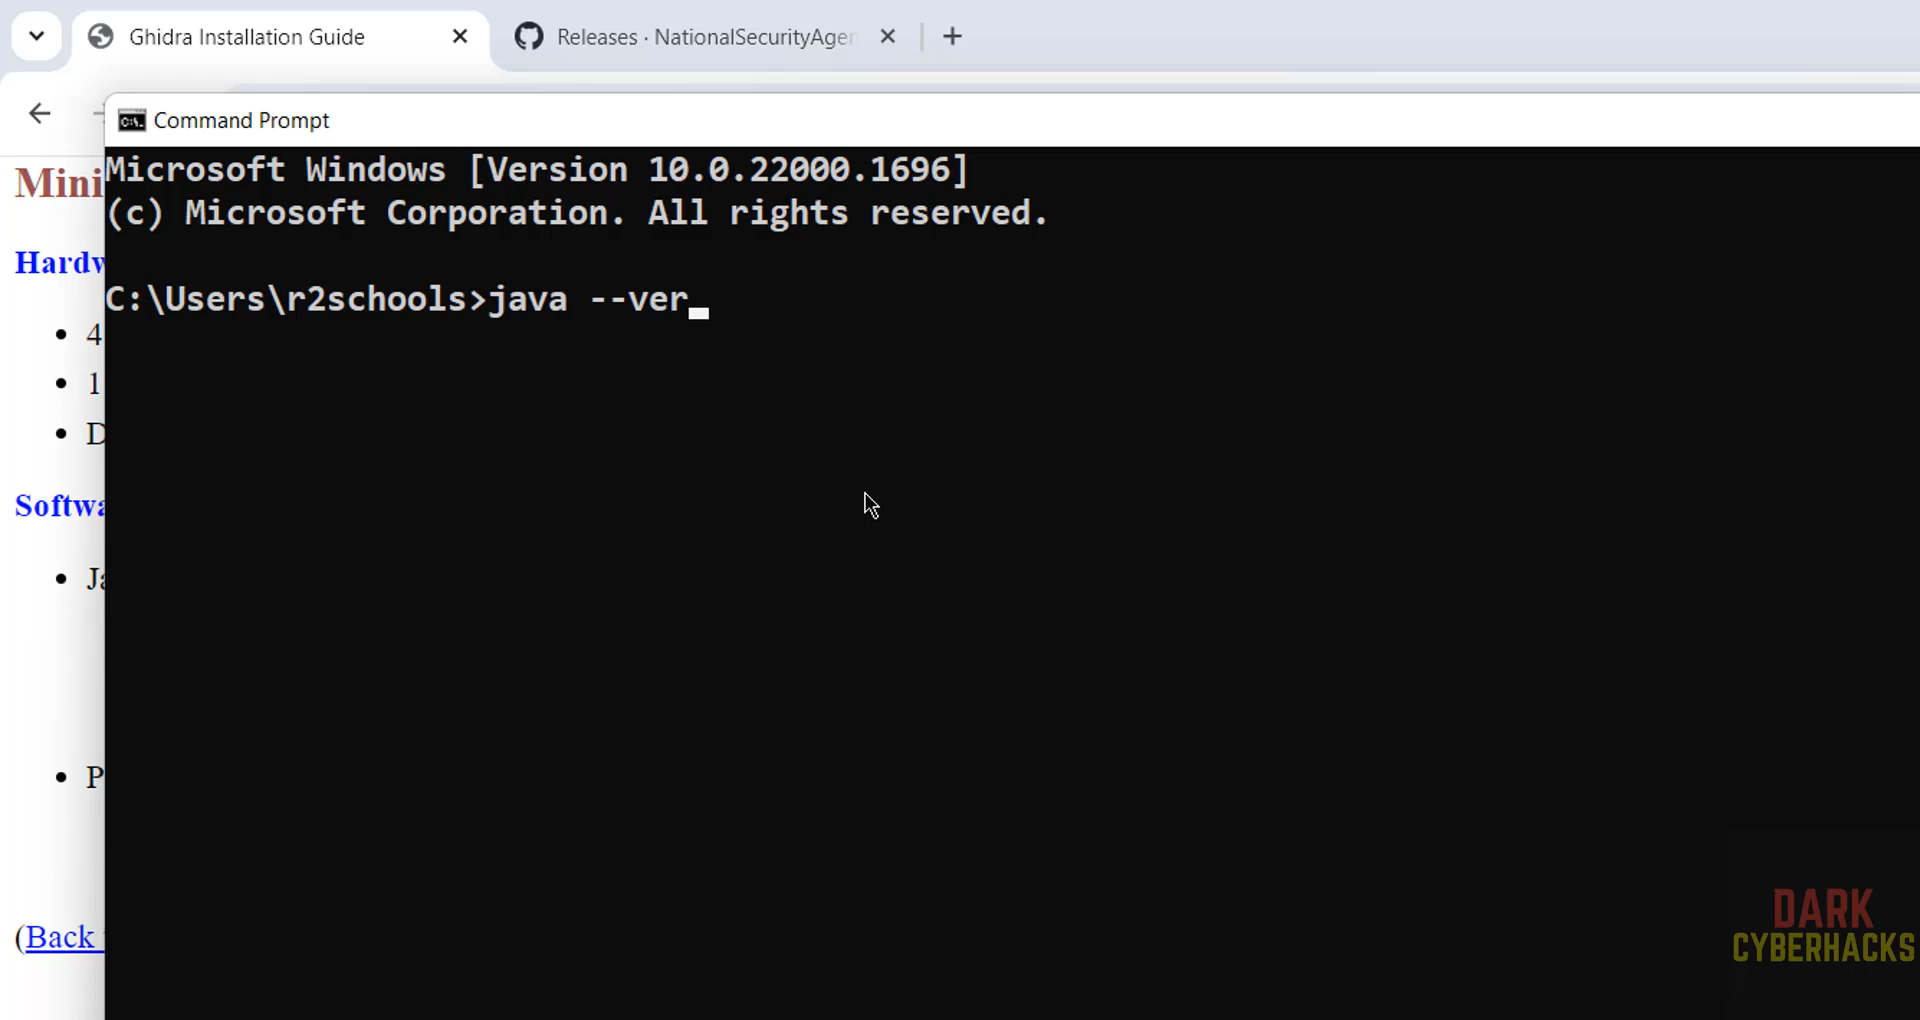 Ghidra Installation Guide
Releases · NationalSecurityAger
Command Prompt
Microsoft Windows [Version 10.0.22000.1696]
(c) Microsoft Corporation. All rights reserved.
C:\Users\r2schools>java --ver
Mini
Hardw
4
1
D
Softwa
Ja
P
(Back
DARK
CYBERHACKS